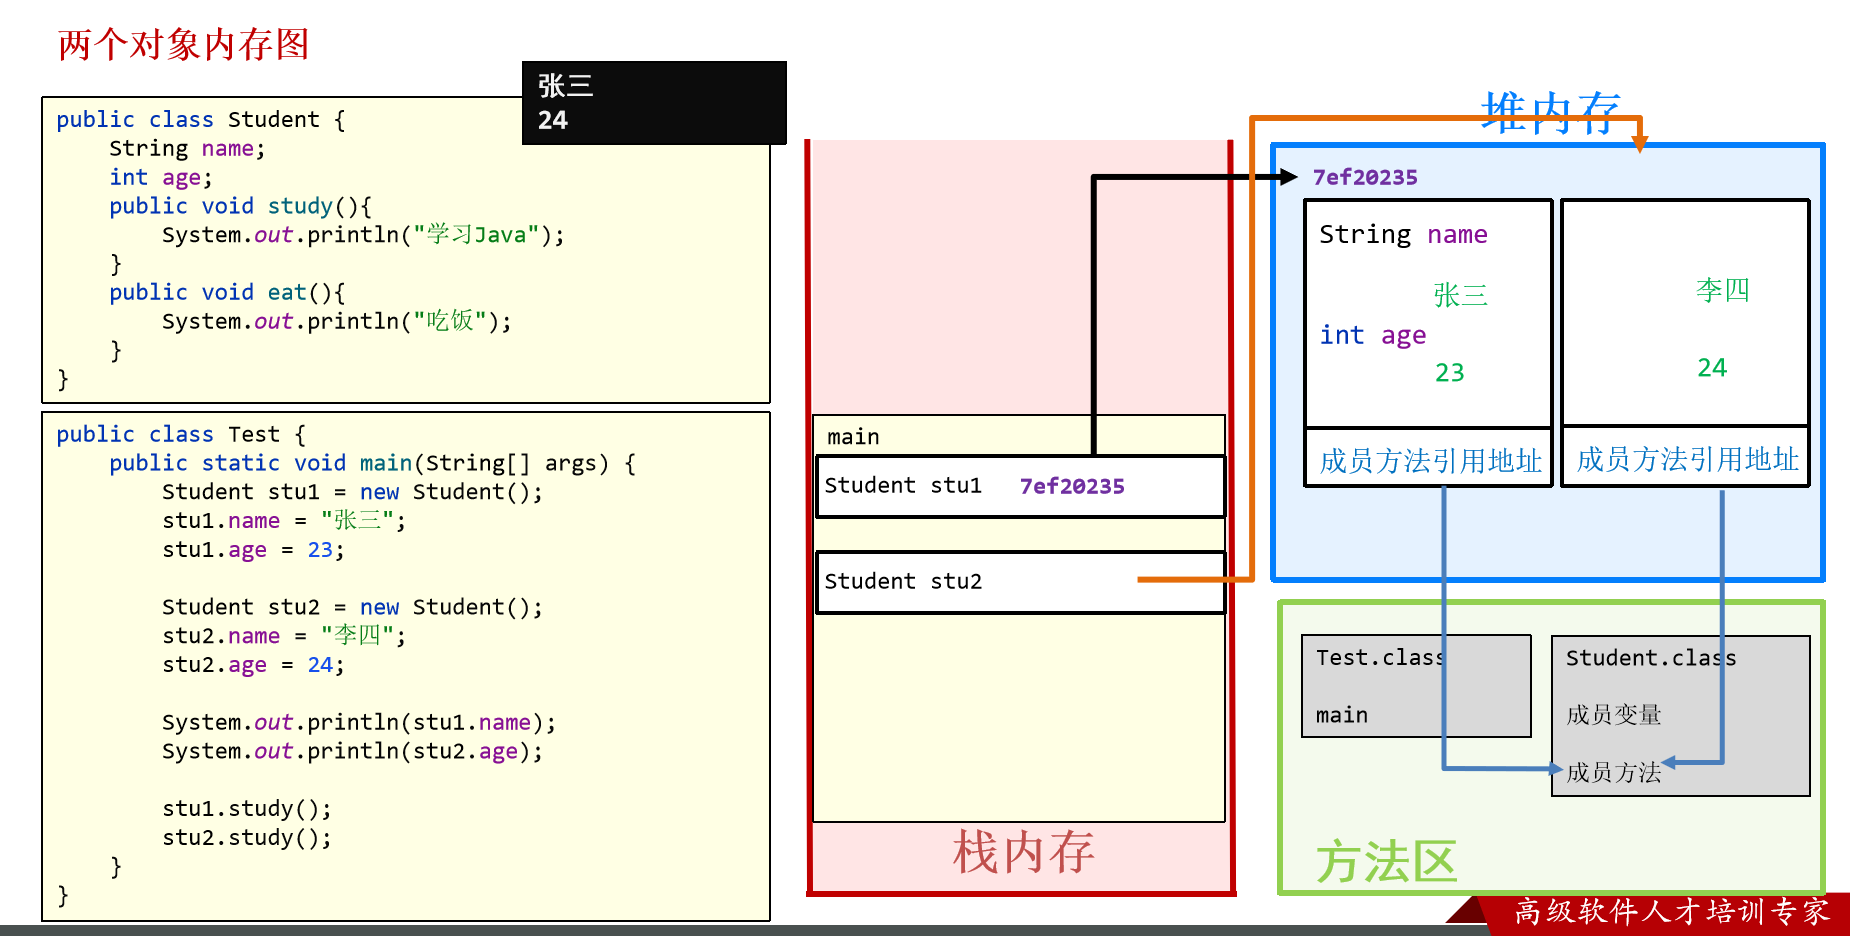 两个对象内存图
张三
24
public class Student {
String name;
int age;
public void study(){
System.out.println("学习Java");
}
public void eat(){
System.out.println("吃饭");
}
}
public class Test {
public static void main(String[] args) {
Student stu1 = new Student();
stu1.name = "张三";
stu1.age = 23;
Student stu2 = new Student();
stu2.name = "李四";
stu2.age = 24;
System.out.println(stu1.name);
System.out.println(stu2.age);
stu1.study();
stu2.study();
}
}
main
Student stu1 7ef20235
Student stu2
栈内存
堆内存
7ef20235
String name
张三
int age
23
成员方法引用地址
李四
24
成员方法引用地址
Test.class
main
Student.class
成员变量
成员方法
方法区
高级软件人才培训专家